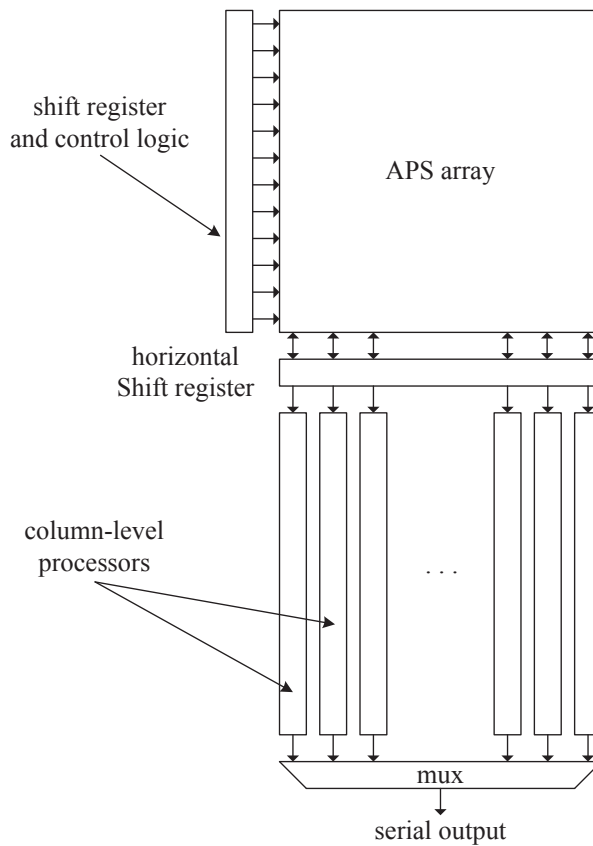 shift register
and control logic
APS array
horizontal
Shift register
column-level
processors
. . .
mux
serial output